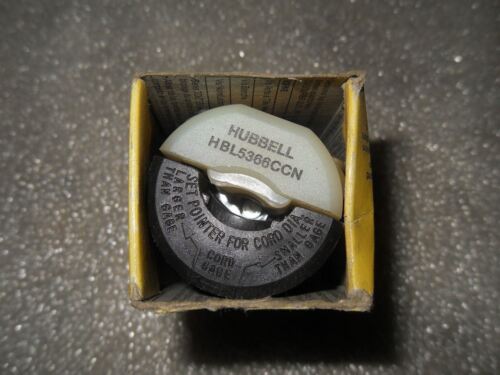 HUBBELL
HBL5366CCN
SET POINTER FOR CORD DIA.
LARGER
THAN GAGE
CORD
GAGE
SMALLER
THAN GAGE